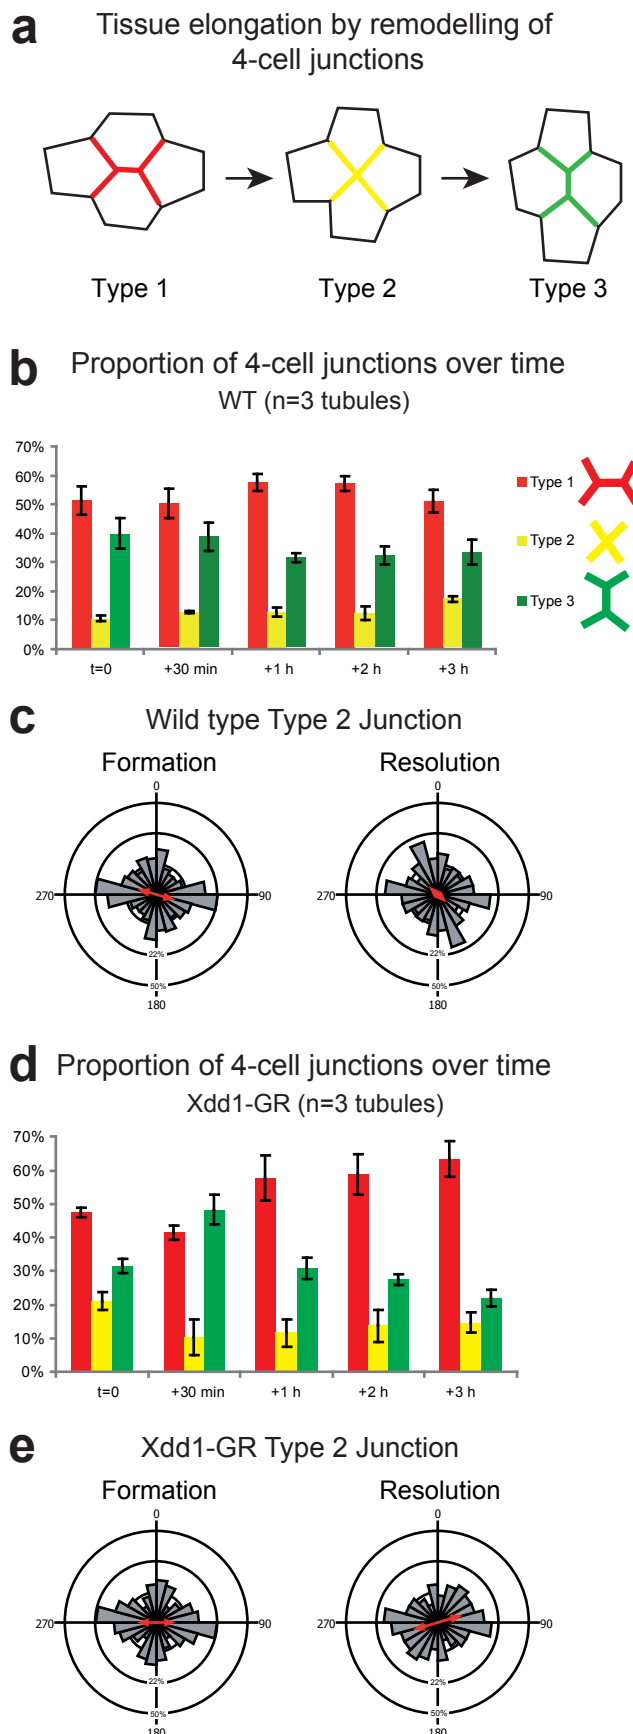 a Tissue elongation by remodelling of
4-cell junctions
Type 1 Type 2 Type 3
b Proportion of 4-cell junctions over time
WT (n=3 tubules)
70%
60%
50%
40%
30%
20%
10%
0%
t=0 +30 min +1 h +2 h +3 h
Type 1
Type 2
Type 3
c Wild type Type 2 Junction
Formation Resolution
0 0
270 90 270 90
22% 22%
50% 50%
180 180
d Proportion of 4-cell junctions over time
Xdd1-GR (n=3 tubules)
70%
60%
50%
40%
30%
20%
10%
0%
t=0 +30 min +1 h +2 h +3 h
e Xdd1-GR Type 2 Junction
Formation Resolution
0 0
270 90 270 90
22% 22%
50% 50%
180 180